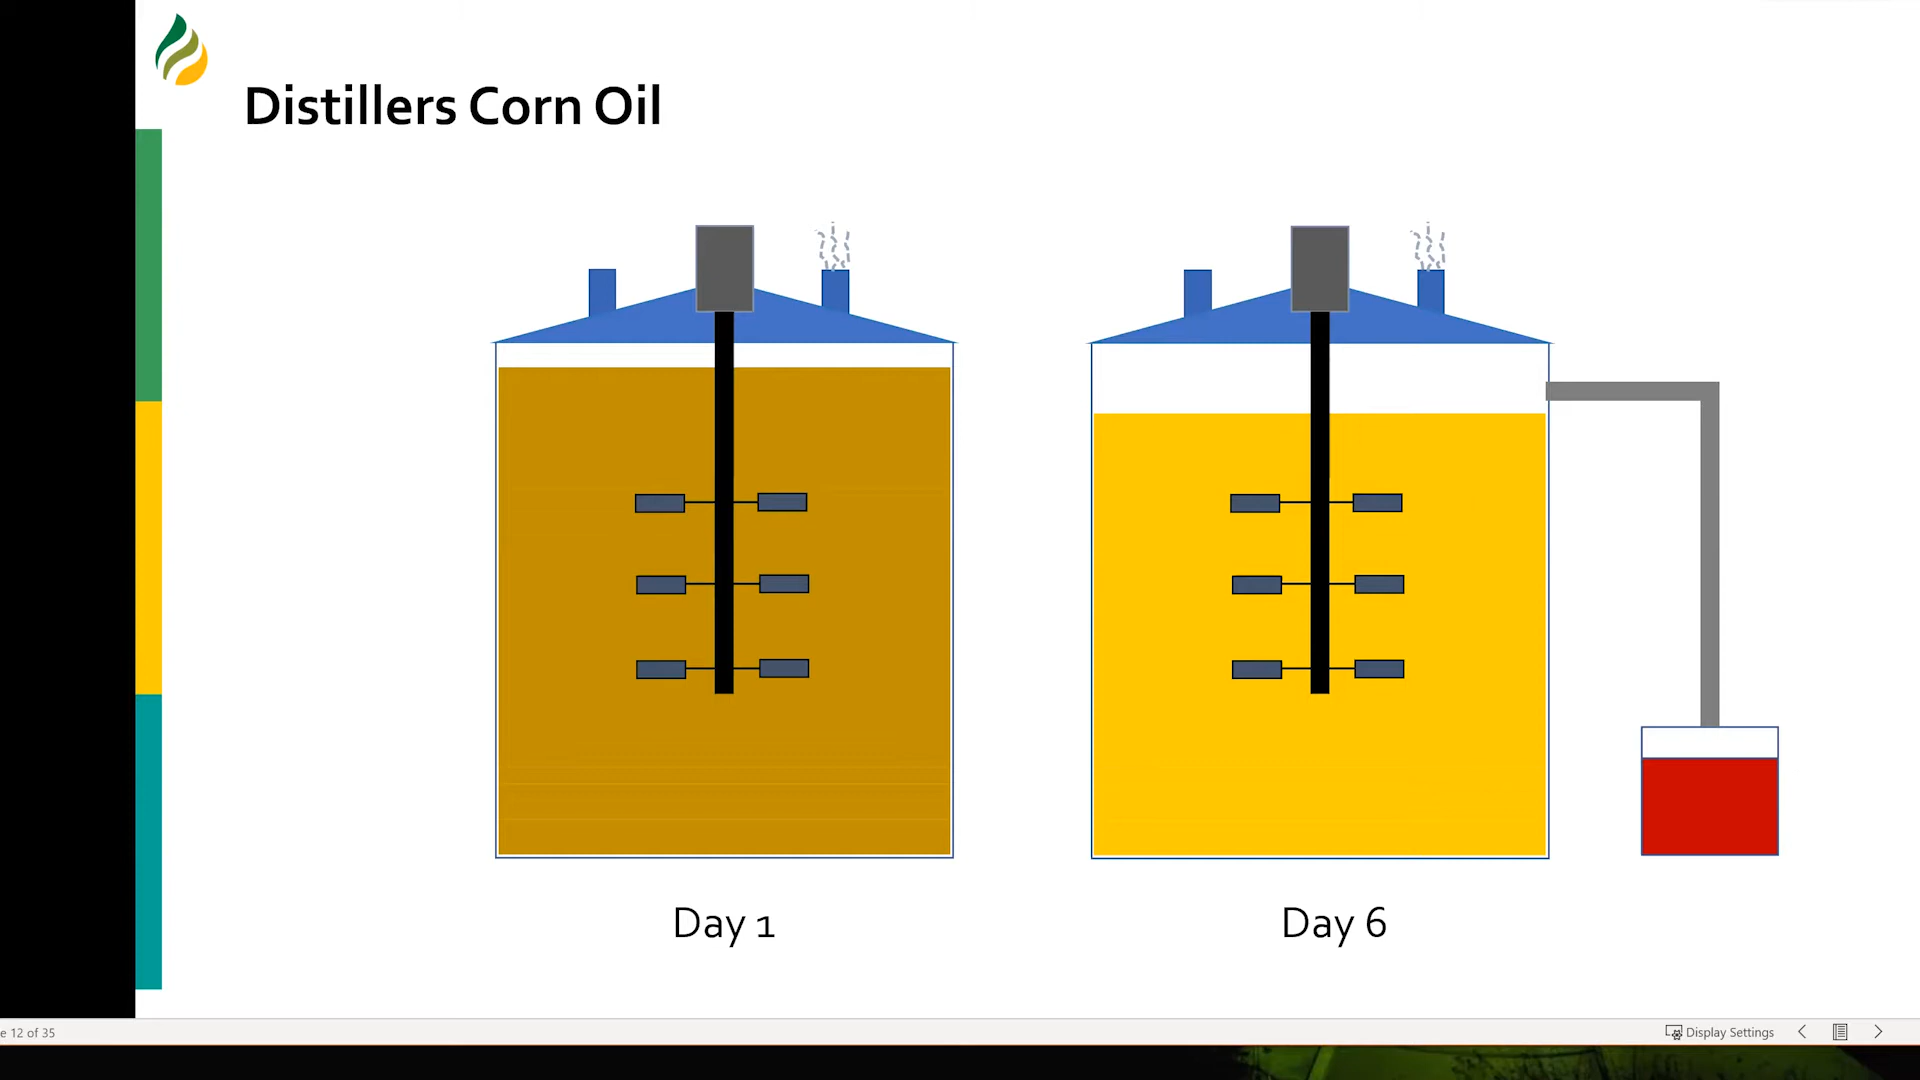 Distillers Corn Oil
Day 1
Day 6
e 12 of 35
Display Settings